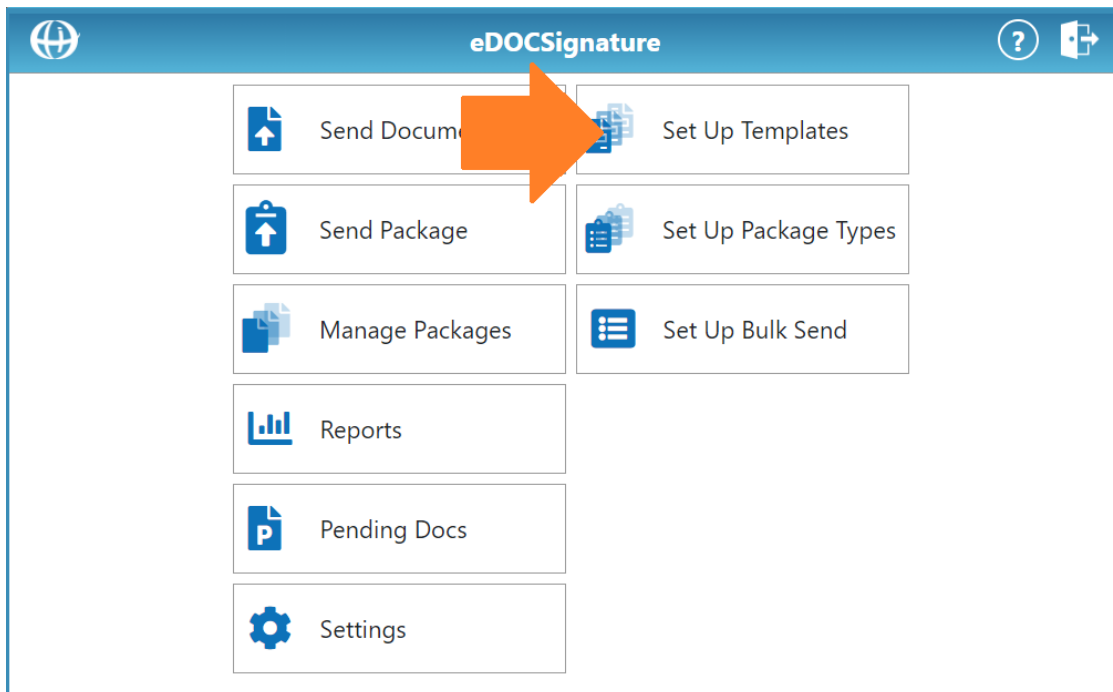 eDOCSignature
?
Send Docume
Set Up Templates
Send Package
Set Up Package Types
Manage Packages
Set Up Bulk Send
Reports
P
Pending Docs
Settings